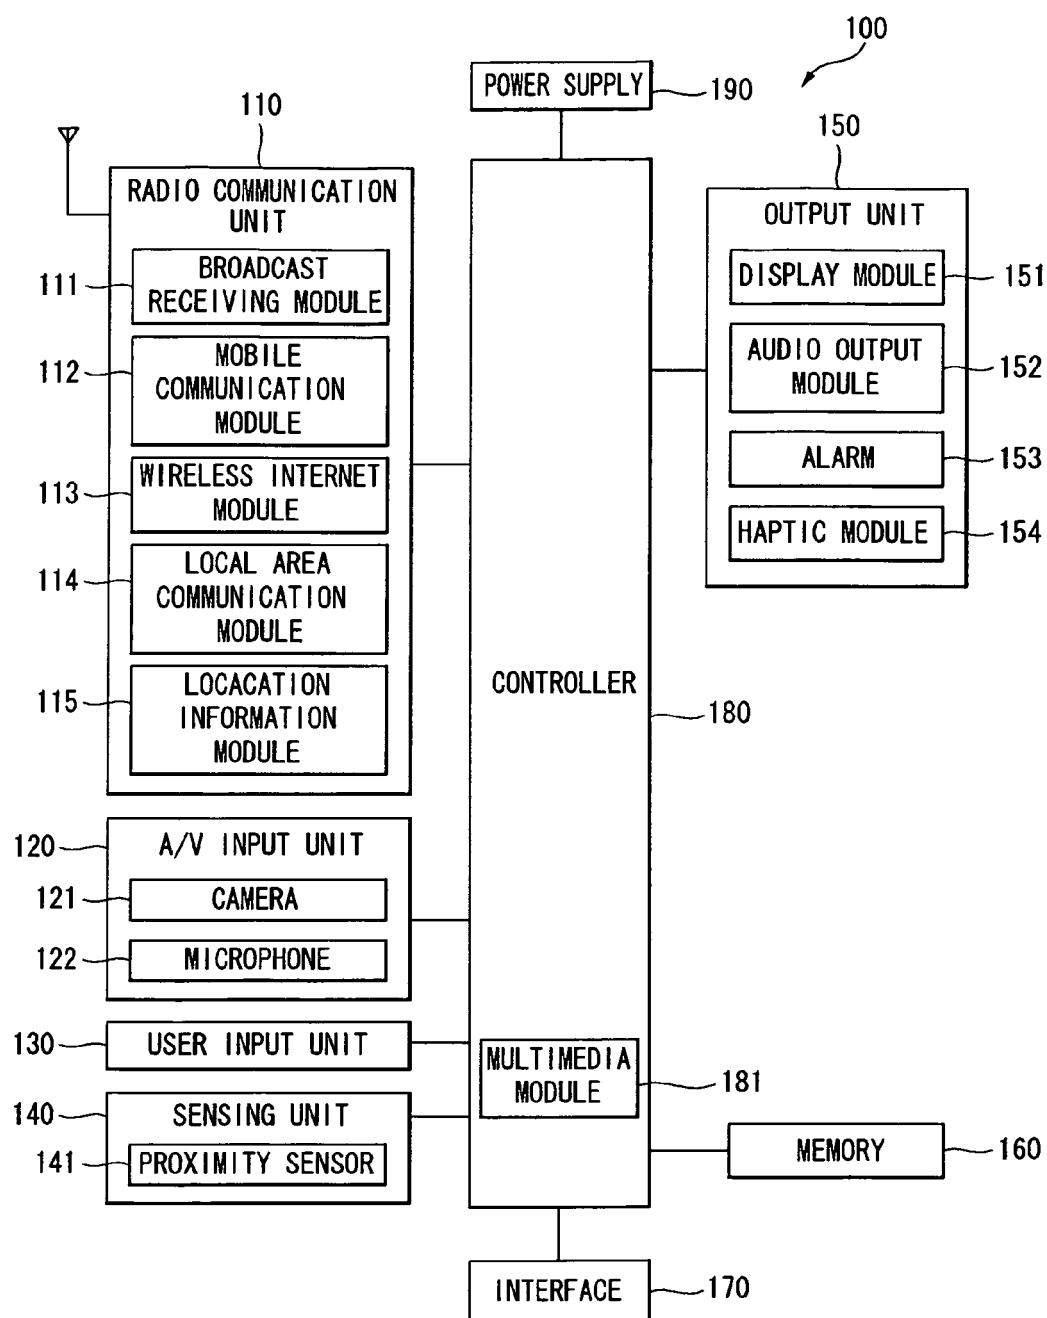 100
POWER SUPPLY
190
110
RADIO COMMUNICATION
UNIT
111
BROADCAST
RECEIVING MODULE
112
MOBILE
COMMUNICATION
MODULE
113
WIRELESS INTERNET
MODULE
114
LOCAL AREA
COMMUNICATION
MODULE
115
LOCACATION
INFORMATION
MODULE
120
A/V INPUT UNIT
121
CAMERA
122
MICROPHONE
130
USER INPUT UNIT
140
SENSING UNIT
141
PROXIMITY SENSOR
CONTROLLER
180
MULTIMEDIA
MODULE
181
150
OUTPUT UNIT
DISPLAY MODULE
151
AUDIO OUTPUT
MODULE
152
ALARM
153
HAPTIC MODULE
154
MEMORY
160
INTERFACE
170